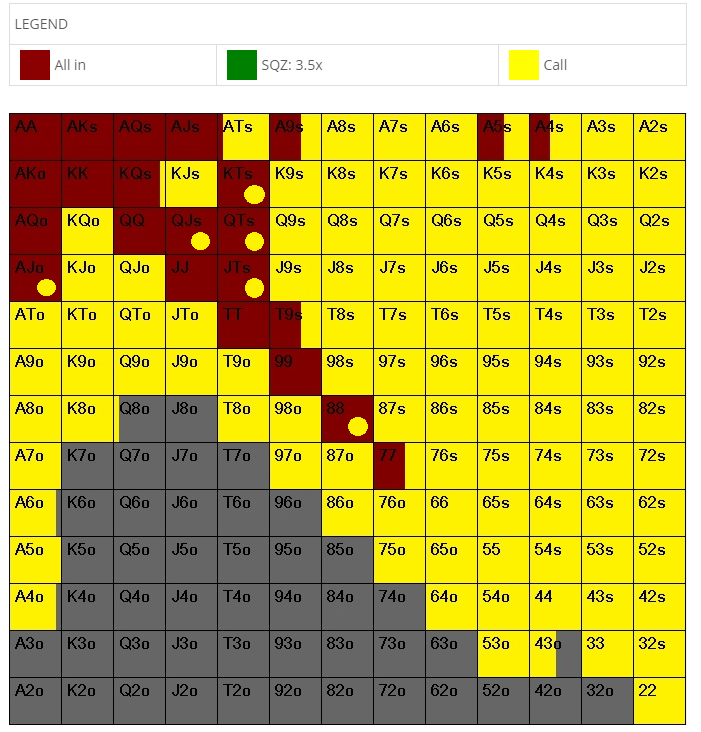 LEGEND
All in SQZ: 3.5x Call
AA AKs AQs AJs ATs A9s A8s A7s A6s A5s A4s A3s A2s
AKo KK KQs KJs KTs K9s K8s K7s K6s K5s K4s K3s K2s
AQo KQo QQ QJs QTs Q9s Q8s Q7s Q6s Q5s Q4s Q3s Q2s
AJo KJo QJo JJ JTs J9s J8s J7s J6s J5s J4s J3s J2s
ATo KTo QTo JTo TT T9s T8s T7s T6s T5s T4s T3s T2s
A9o K9o Q9o J9o T9o 99 98s 97s 96s 95s 94s 93s 92s
A8o K8o Q8o J8o T8o 98o 88 87s 86s 85s 84s 83s 82s
A7o K7o Q7o J7o T7o 97o 87o 77 76s 75s 74s 73s 72s
A6o K6o Q6o J6o T6o 96o 86o 76o 66 65s 64s 63s 62s
A5o K5o Q5o J5o T5o 95o 85o 75o 65o 55 54s 53s 52s
A4o K4o Q4o J4o T4o 94o 84o 74o 64o 54o 44 43s 42s
A3o K3o Q3o J3o T3o 93o 83o 73o 63o 53o 43o 33 32s
A2o K2o Q2o J2o T2o 92o 82o 72o 62o 52o 42o 32o 22